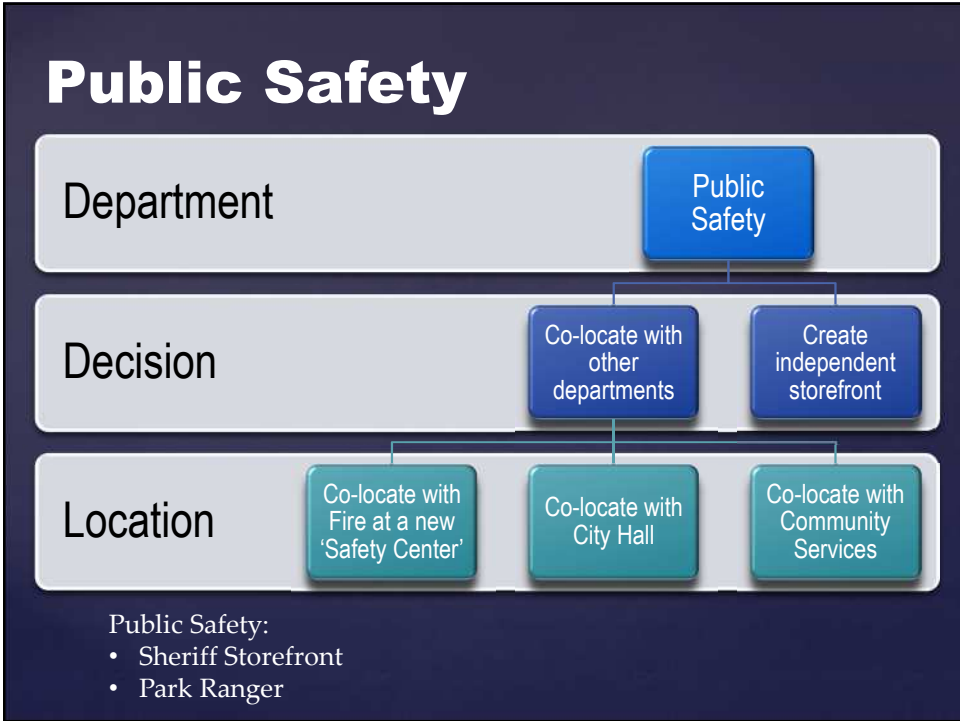 Public Safety
Department
Public
Safety
Decision
Co-locate with
other
departments
Create
independent
storefront
Location
Co-locate with
Fire at a new
‘Safety Center’
Co-locate with
City Hall
Co-locate with
Community
Services
Public Safety:
• Sheriff Storefront
• Park Ranger